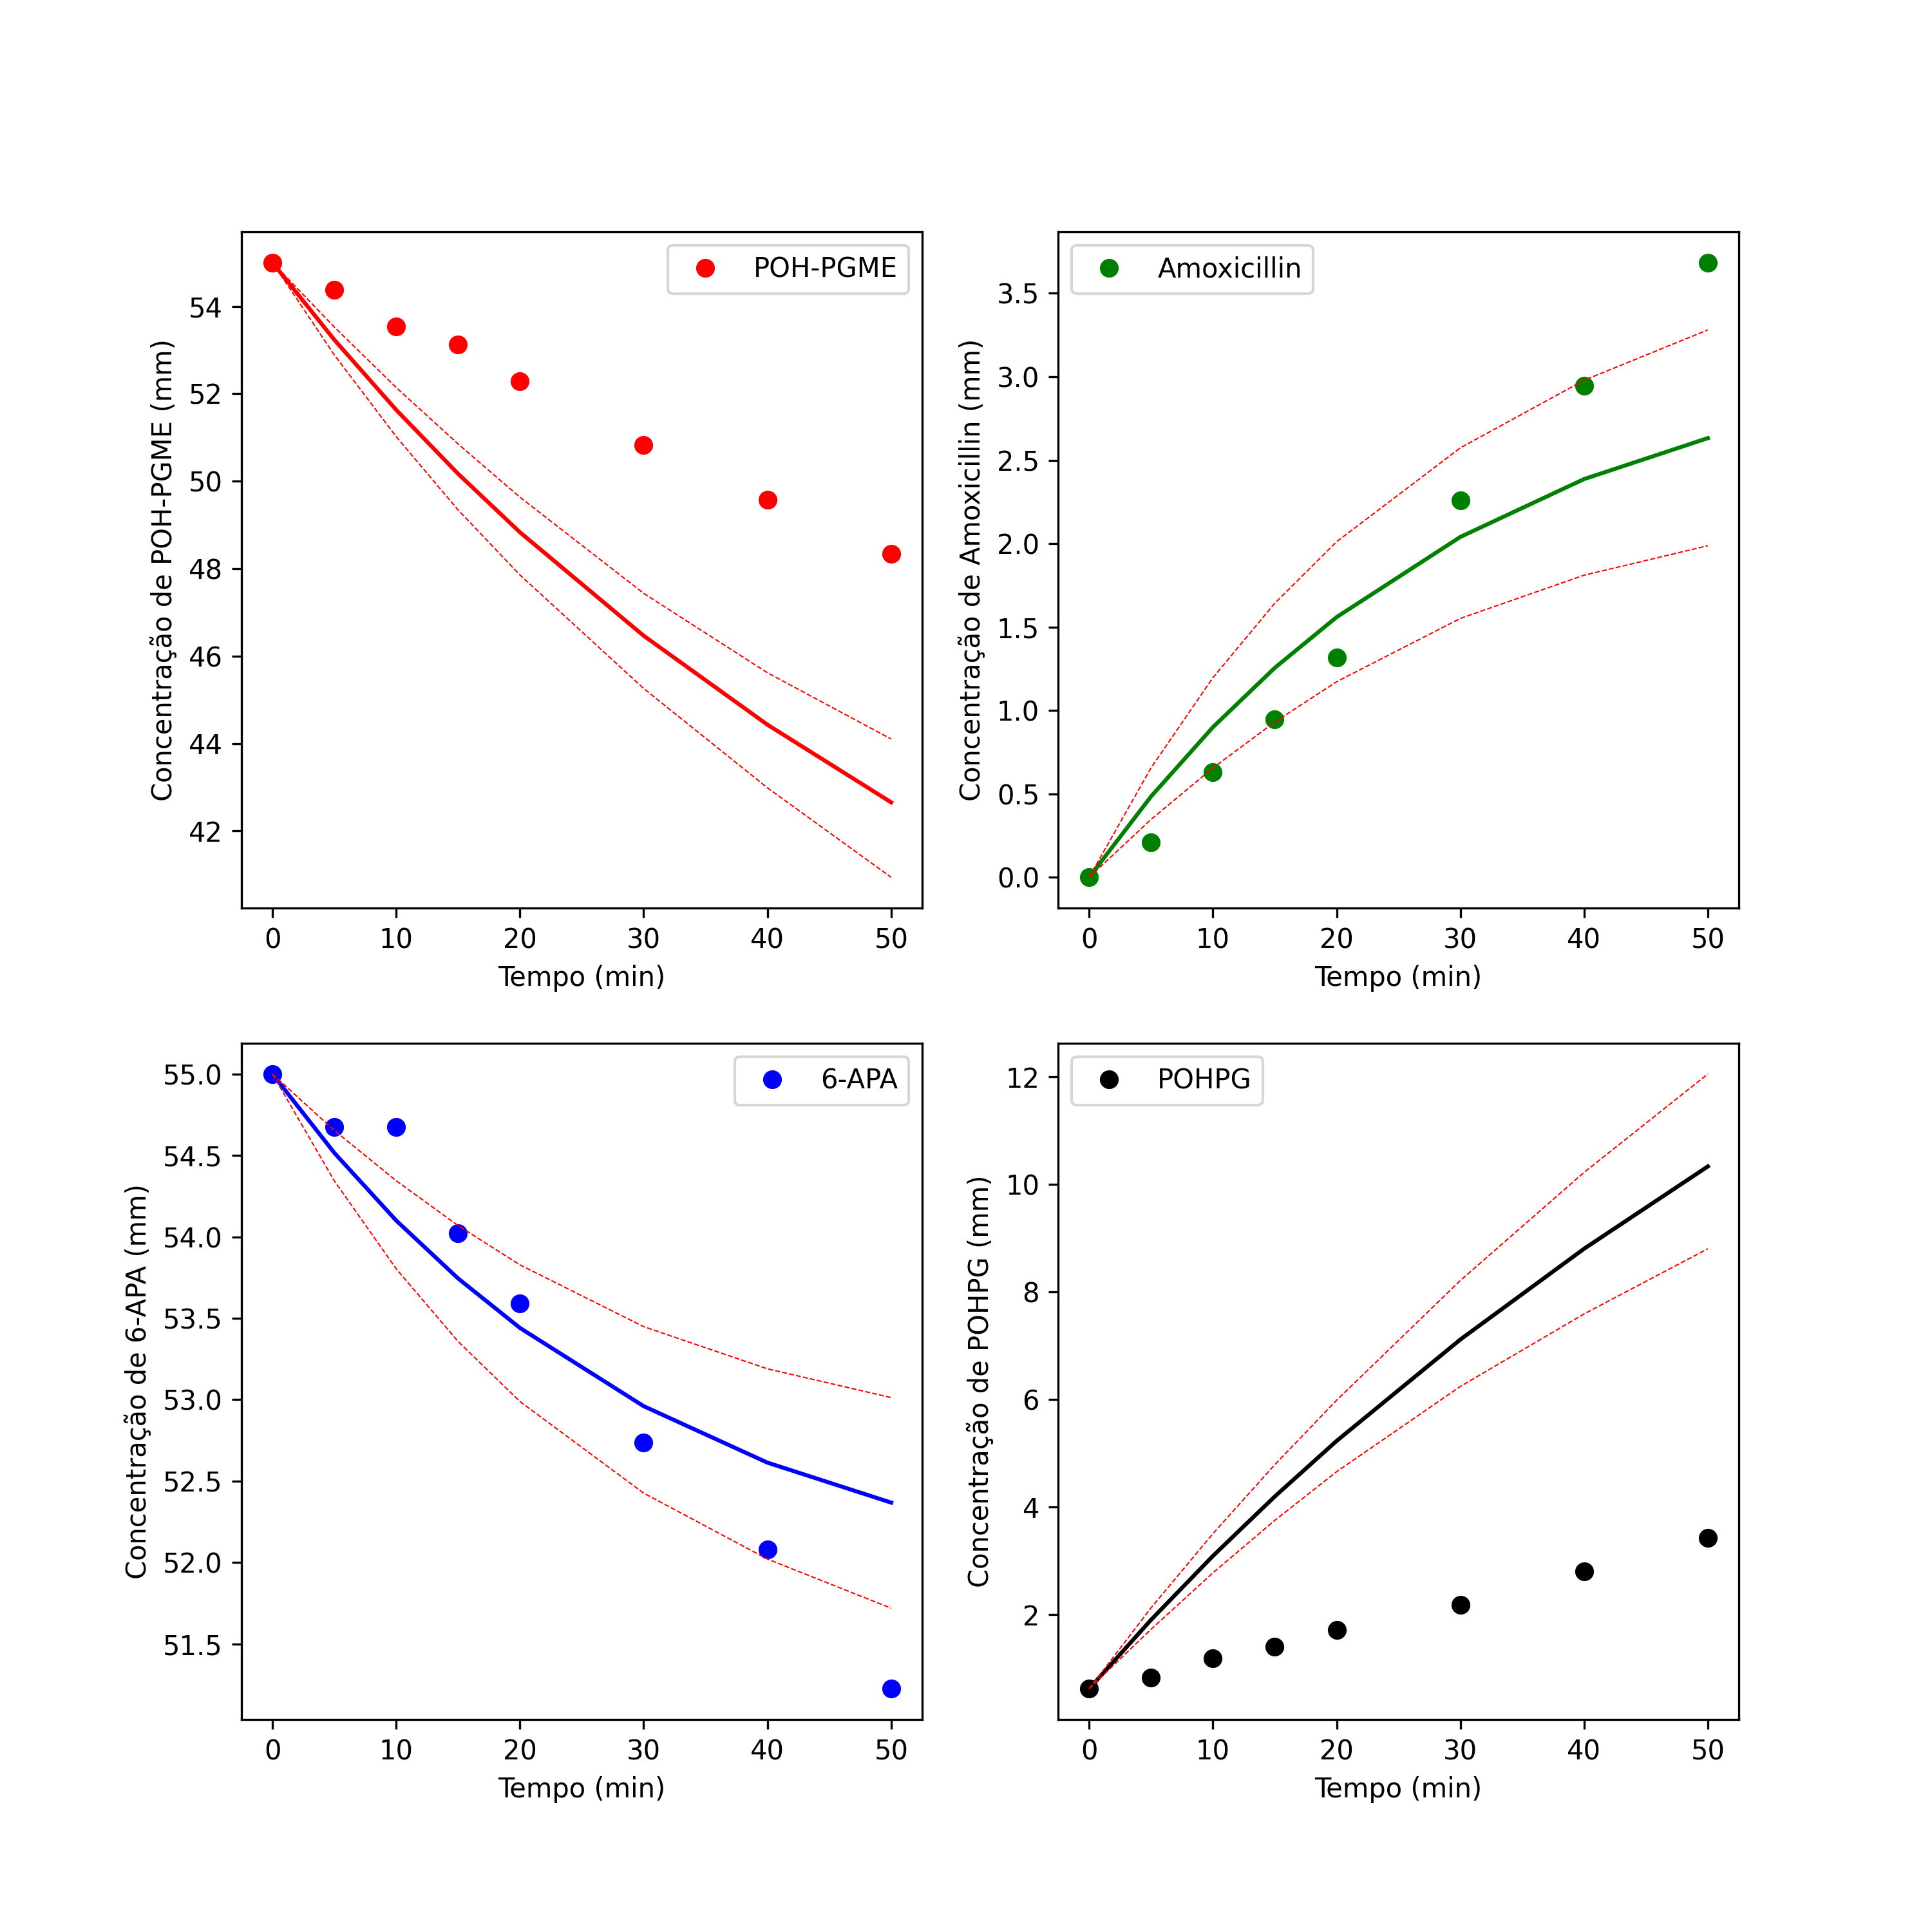 POH-PGME
Concentração de POH-PGME (mm)
54
52
50
48
46
44
42
0 10 20 30 40 50
Tempo (min)
Amoxicillin
Concentração de Amoxicillin (mm)
3.5
3.0
2.5
2.0
1.5
1.0
0.5
0.0
0 10 20 30 40 50
Tempo (min)
6-APA
Concentração de 6-APA (mm)
55.0
54.5
54.0
53.5
53.0
52.5
52.0
51.5
0 10 20 30 40 50
Tempo (min)
POHPG
Concentração de POHPG (mm)
12
10
8
6
4
2
0 10 20 30 40 50
Tempo (min)